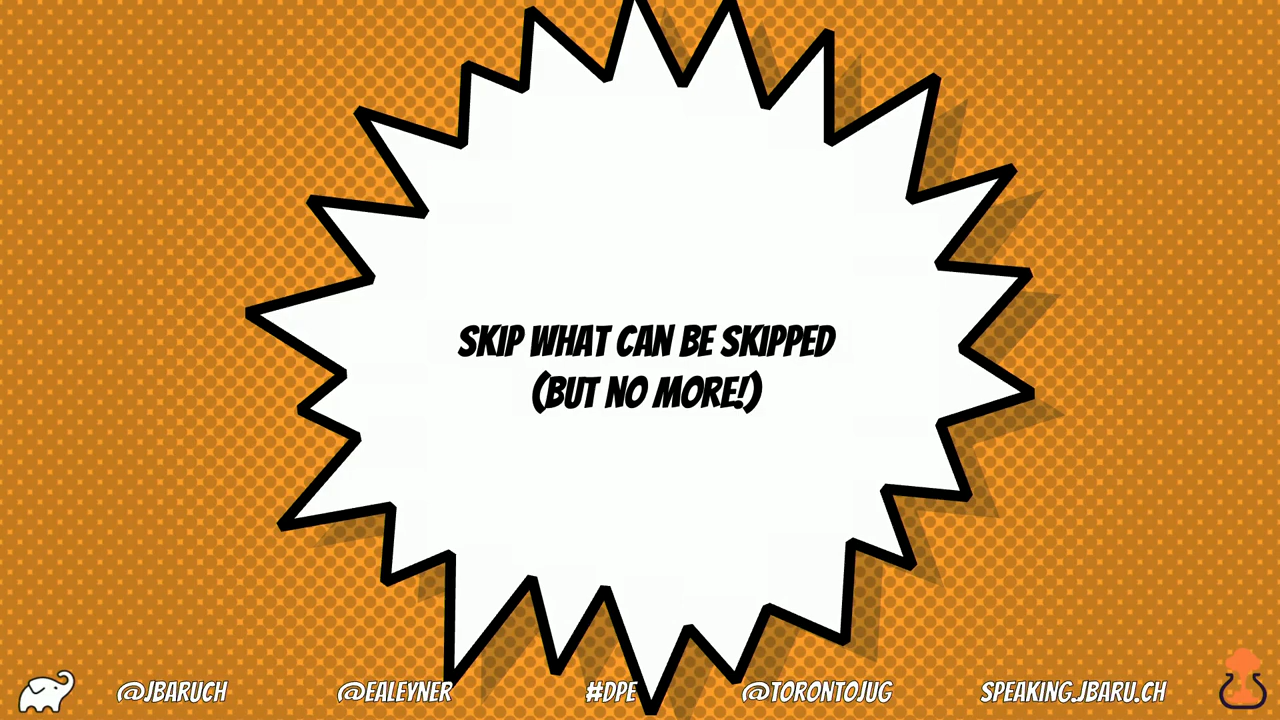 SKIP WHAT CAN BE SKIPPED
(BUT NO MORE!)
@JBARUCH @EALEYNER #DPE @TORONTOJUG SPEAKING.JBARU.CH